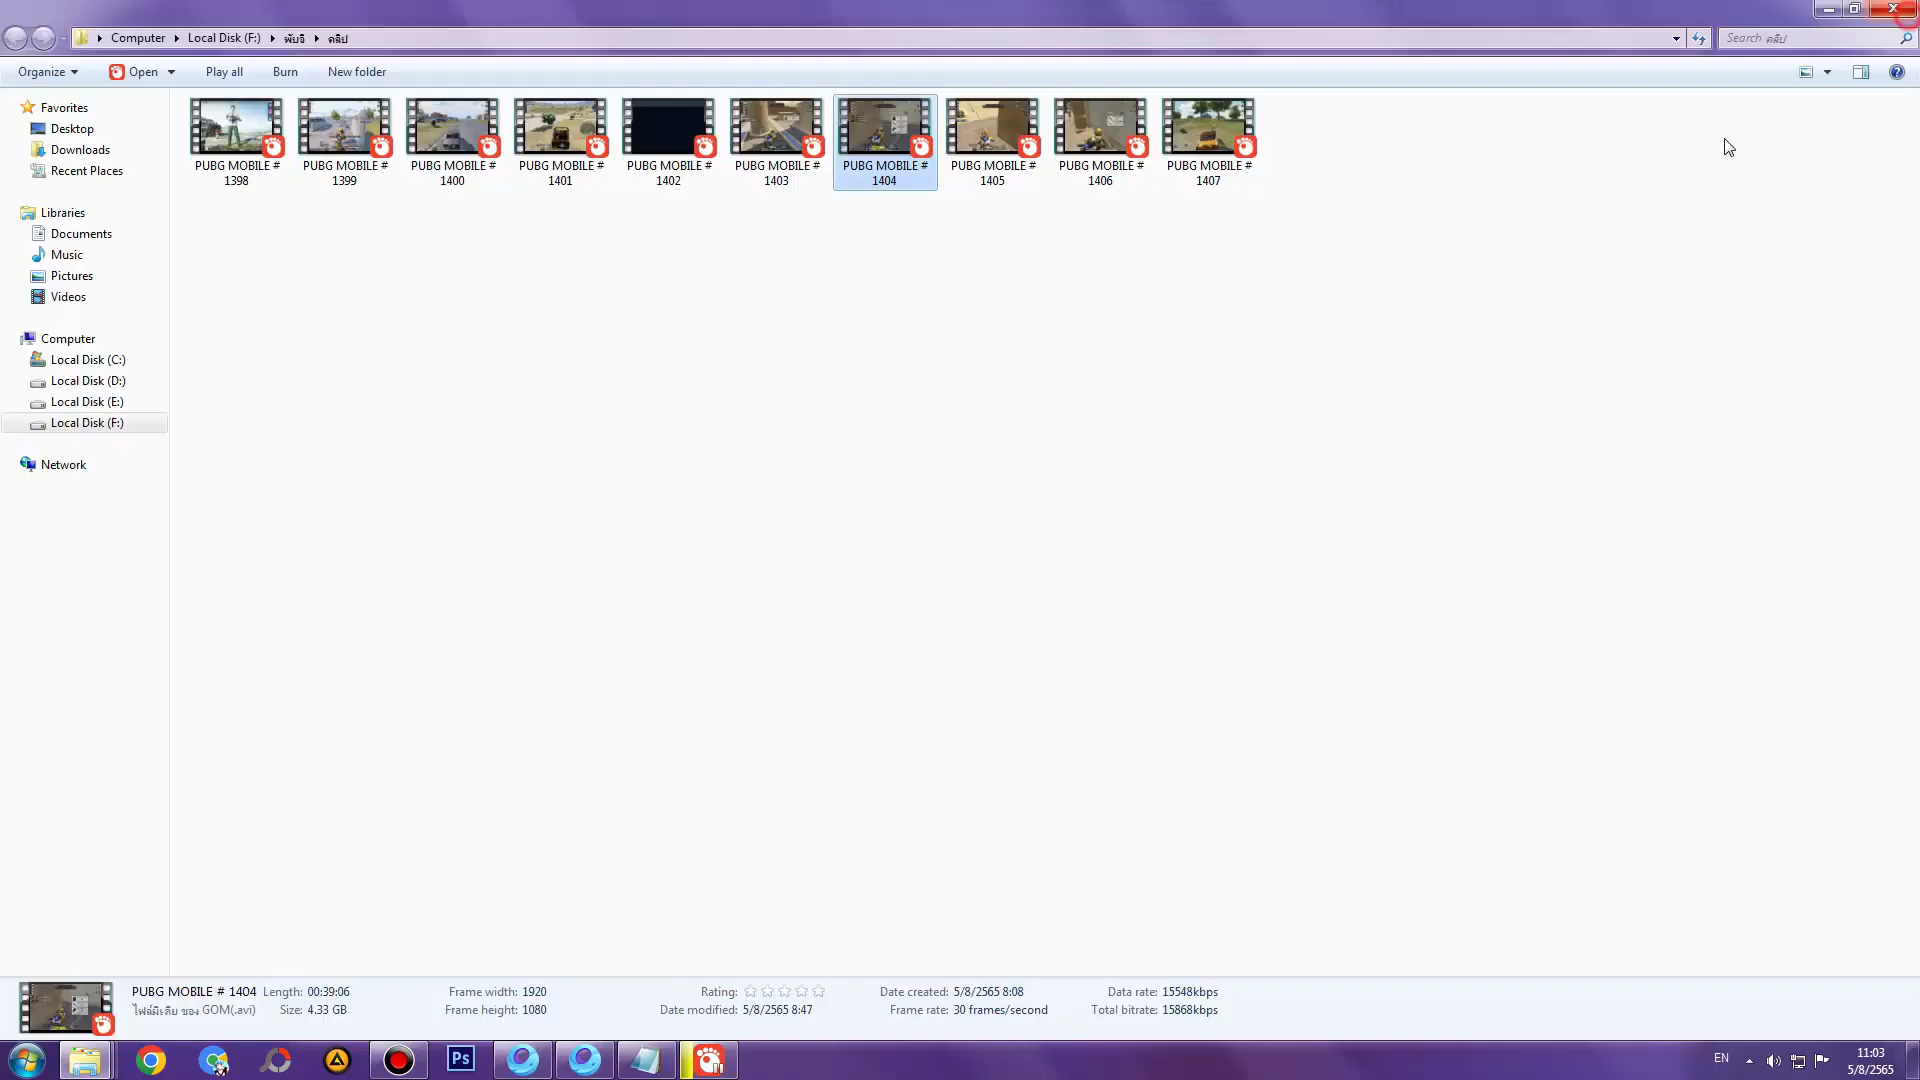 Computer Local Disk (F:) พับจี คลิป
Search คลิป
Organize Open Play all Burn New folder
Favorites
Desktop
Downloads
Recent Places
Libraries
Documents
Music
Pictures
Videos
Computer
Local Disk (C:)
Local Disk (D:)
Local Disk (E:)
Local Disk (F:)
Network
PUBG MOBILE #
1398
PUBG MOBILE #
1399
PUBG MOBILE #
1400
PUBG MOBILE #
1401
PUBG MOBILE #
1402
PUBG MOBILE #
1403
PUBG MOBILE #
1404
PUBG MOBILE #
1405
PUBG MOBILE #
1406
PUBG MOBILE #
1407
PUBG MOBILE # 1404 Length: 00:39:06 Frame width: 1920 Rating: Date created: 5/8/2565 8:08 Data rate: 15548kbps
ไฟล์มีเดีย ของ GOM(.avi) Size: 4.33 GB Frame height: 1080 Date modified: 5/8/2565 8:47 Frame rate: 30 frames/second Total bitrate: 15868kbps
Ps
EN
11:03
5/8/2565